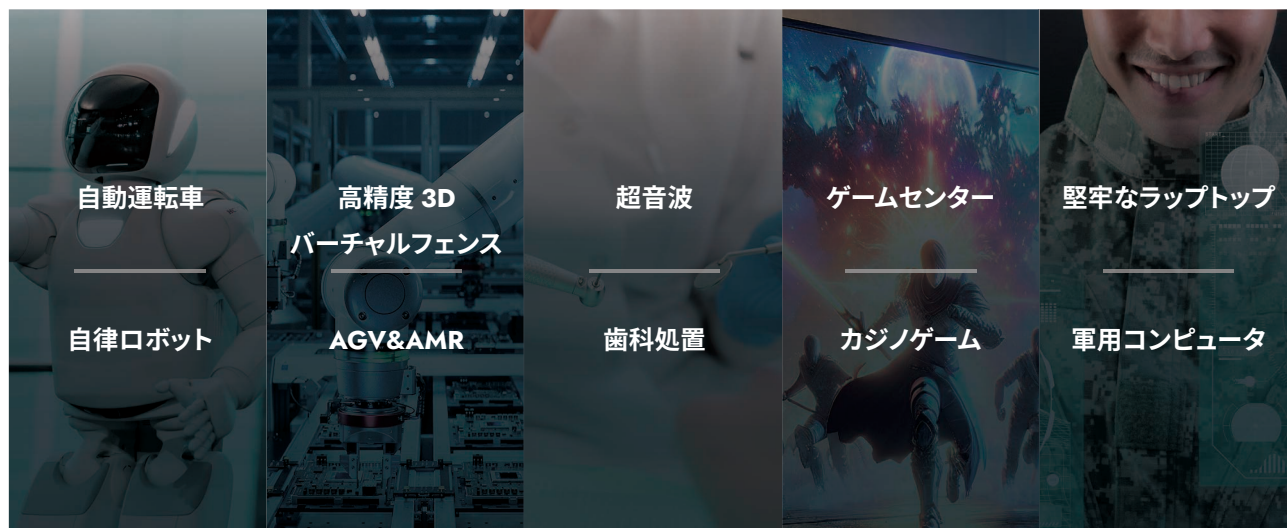 自動運転車
自律ロボット
高精度 3D
バーチャルフェンス
AGV&AMR
超音波
歯科処置
ゲームセンター
カジノゲーム
堅牢なラップトップ
軍用コンピュータ